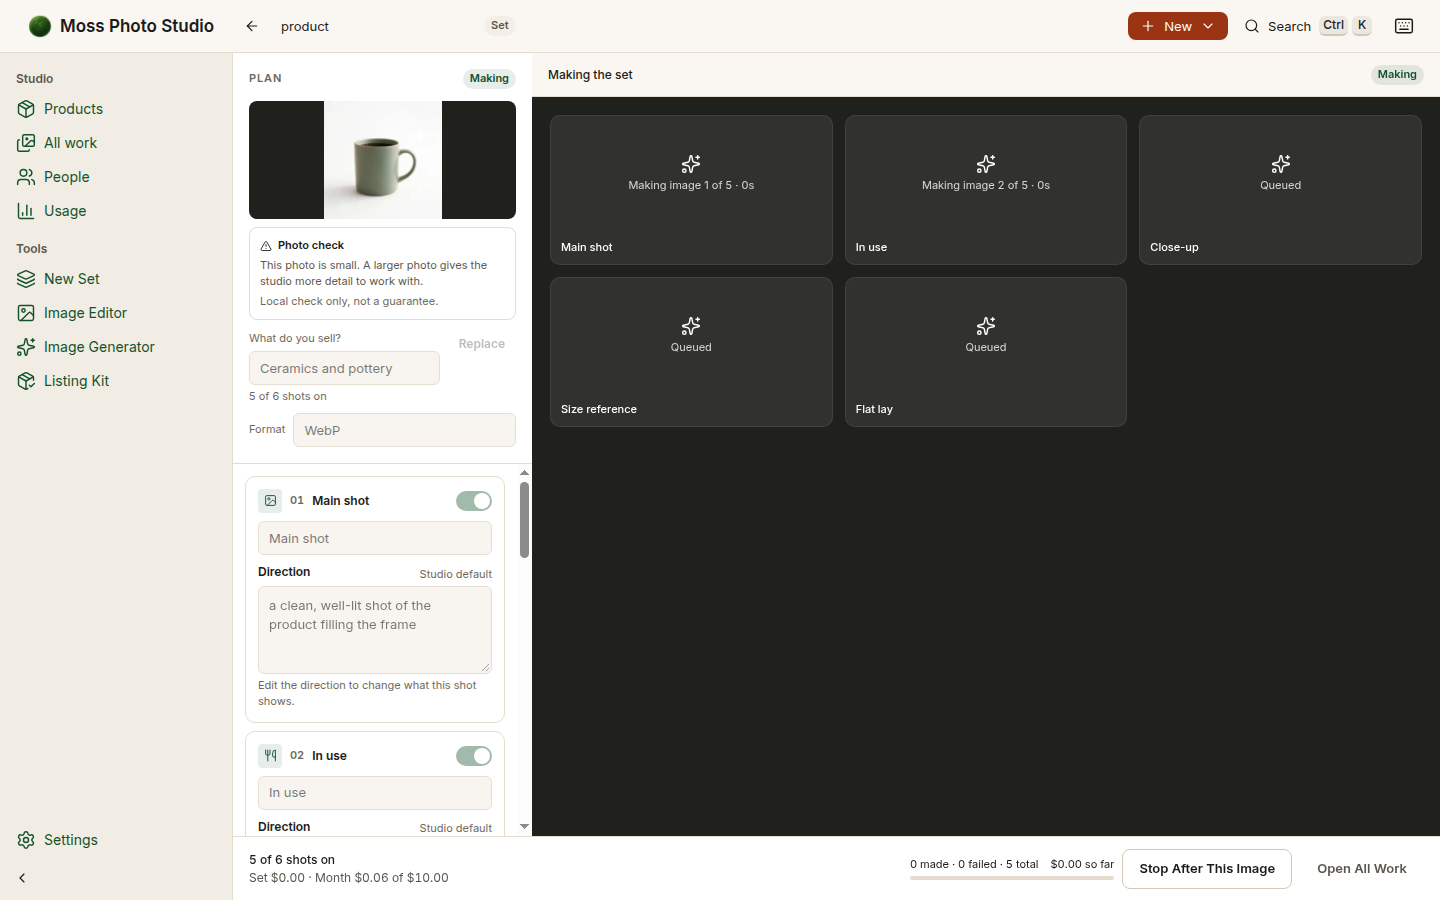 Moss Photo Studio
product
Set
New
Search
Ctrl
K
Studio
Products
All work
People
Usage
Tools
New Set
Image Editor
Image Generator
Listing Kit
Settings
PLAN
Making
Photo check
This photo is small. A larger photo gives the
studio more detail to work with.
Local check only, not a guarantee.
What do you sell?
Ceramics and pottery
Replace
5 of 6 shots on
Format
WebP
01 Main shot
Main shot
Direction
Studio default
a clean, well-lit shot of the
product filling the frame
Edit the direction to change what this shot
shows.
02 In use
In use
Direction
Studio default
Making the set
Making
Making image 1 of 5 · 0s
Main shot
Making image 2 of 5 · 0s
In use
Queued
Close-up
Queued
Size reference
Queued
Flat lay
5 of 6 shots on
Set $0.00 · Month $0.06 of $10.00
0 made · 0 failed · 5 total
$0.00 so far
Stop After This Image
Open All Work